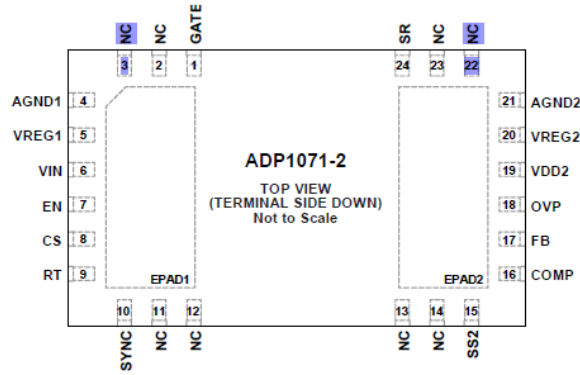 NC
NC
GATE
SR
NC
NC
3
2
1
24
23
22
AGND1 4
VREG1 5
VIN 6
EN 7
CS 8
RT 9
21 AGND2
20 VREG2
19 VDD2
18 OVP
17 FB
16 COMP
ADP1071-2
TOP VIEW
(TERMINAL SIDE DOWN)
Not to Scale
EPAD1
EPAD2
10
11
12
13
14
15
SYNC
NC
NC
NC
NC
SS2